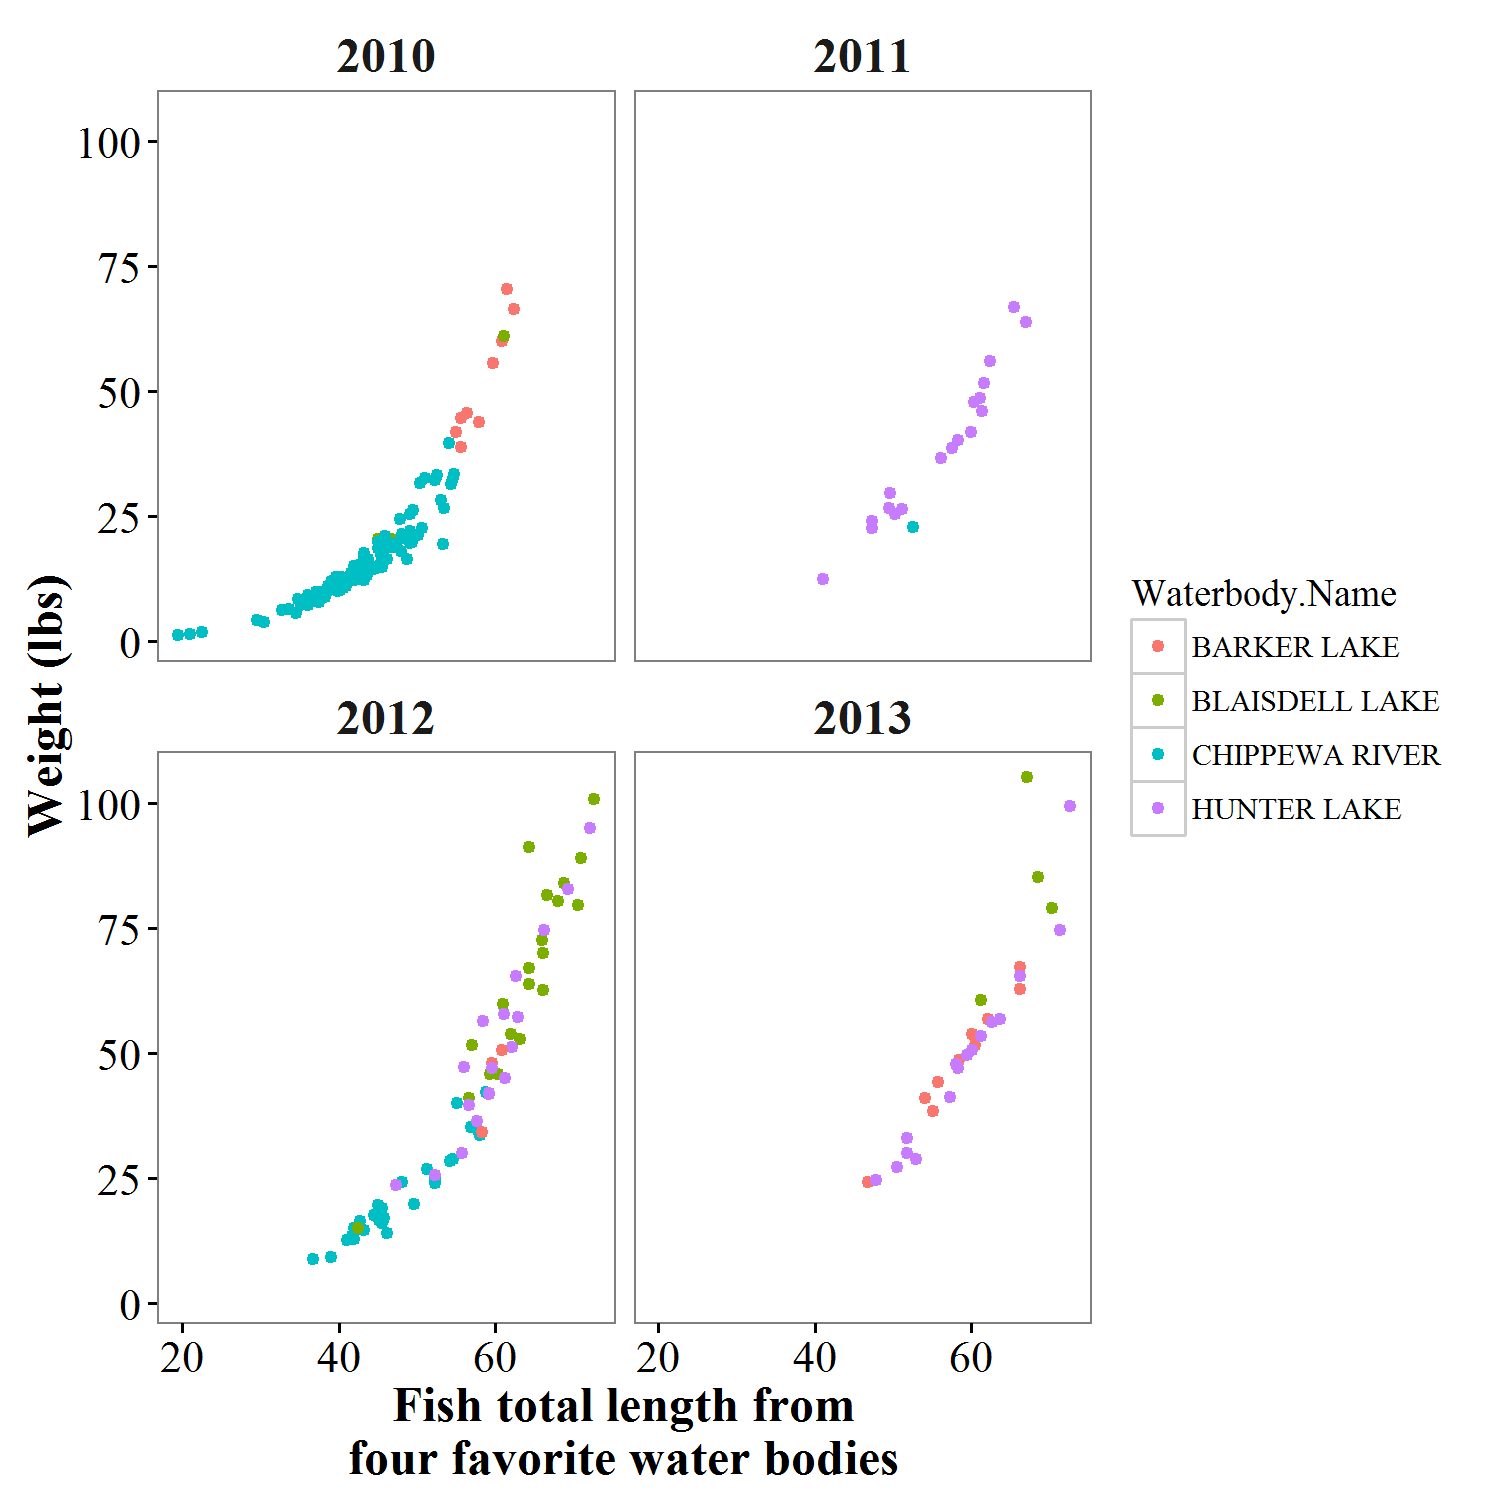 2010
2011
100
75
50
25
0
2012
2013
100
75
50
25
0
20 40 60
20 40 60
Weight (lbs)
Fish total length from
four favorite water bodies
Waterbody.Name
BARKER LAKE
BLAISDELL LAKE
CHIPPEWA RIVER
HUNTER LAKE